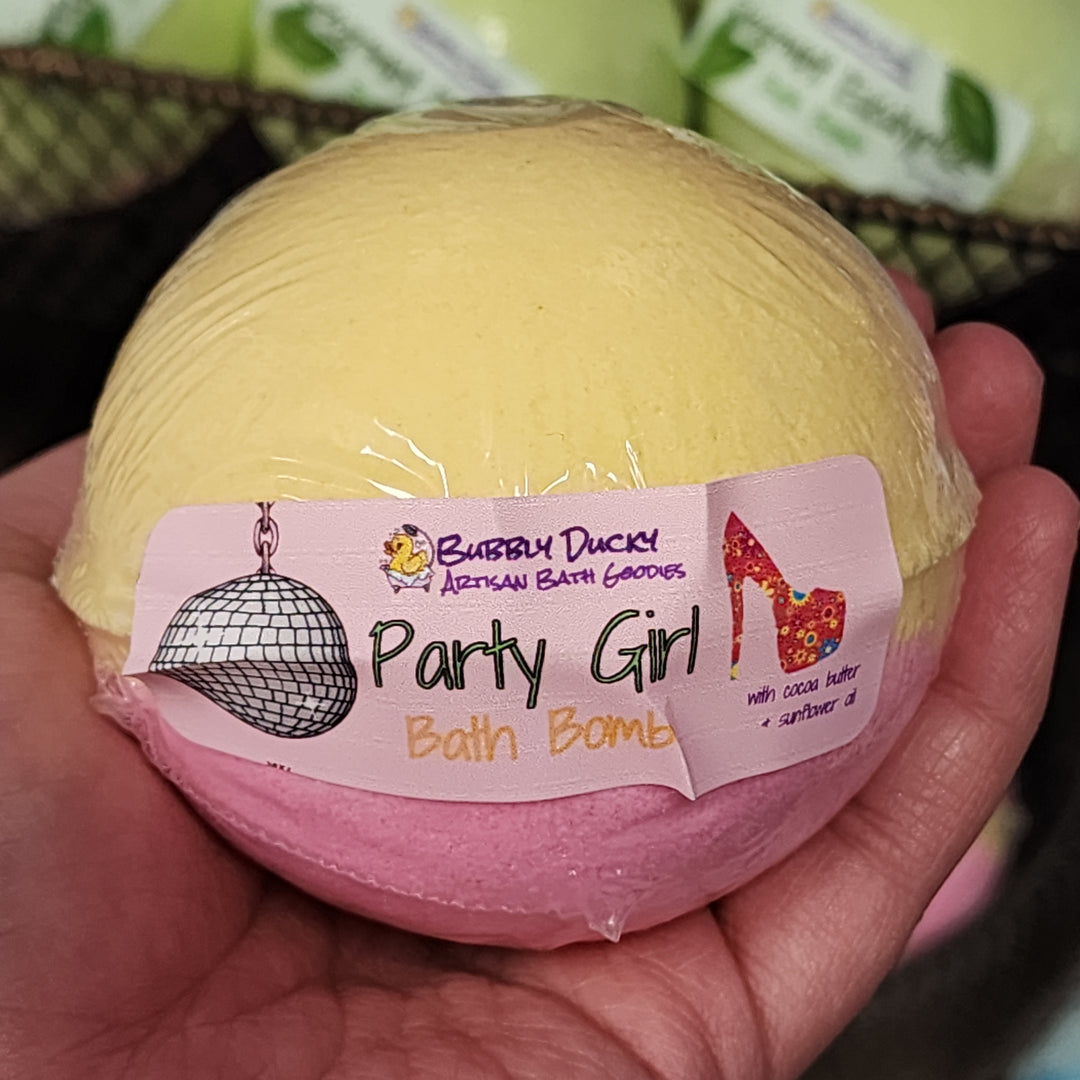 Bubbly Ducky
Artisan Bath Goodies
Party Girl
Bath Bomb
with cocoa butter
+ sunflower oil